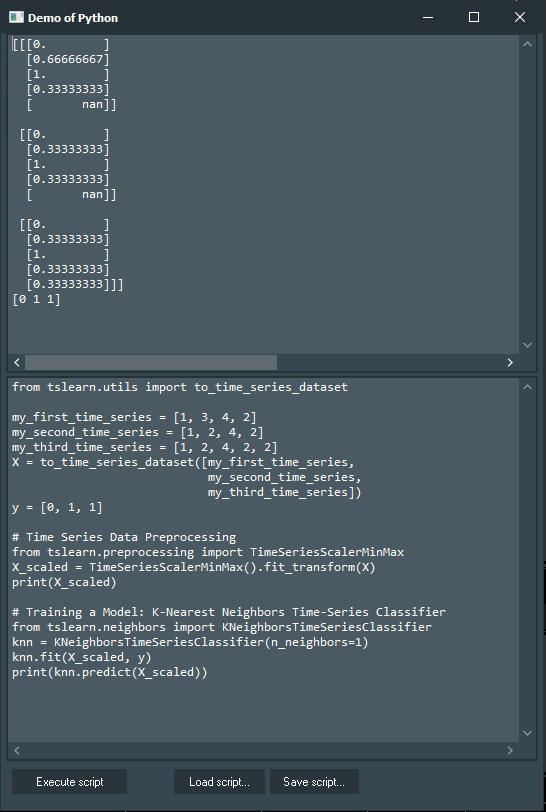 Demo of Python
[[[0.        ]
  [0.66666667]
  [1.        ]
  [0.33333333]
  [       nan]]
 [[0.        ]
  [0.33333333]
  [1.        ]
  [0.33333333]
  [       nan]]
 [[0.        ]
  [0.33333333]
  [1.        ]
  [0.33333333]
  [0.33333333]]]
[0 1 1]
from tslearn.utils import to_time_series_dataset
my_first_time_series = [1, 3, 4, 2]
my_second_time_series = [1, 2, 4, 2]
my_third_time_series = [1, 2, 4, 2, 2]
X = to_time_series_dataset([my_first_time_series,
                            my_second_time_series,
                            my_third_time_series])
y = [0, 1, 1]
# Time Series Data Preprocessing
from tslearn.preprocessing import TimeSeriesScalerMinMax
X_scaled = TimeSeriesScalerMinMax().fit_transform(X)
print(X_scaled)
# Training a Model: K-Nearest Neighbors Time-Series Classifier
from tslearn.neighbors import KNeighborsTimeSeriesClassifier
knn = KNeighborsTimeSeriesClassifier(n_neighbors=1)
knn.fit(X_scaled, y)
print(knn.predict(X_scaled))
Execute script
Load script...
Save script...